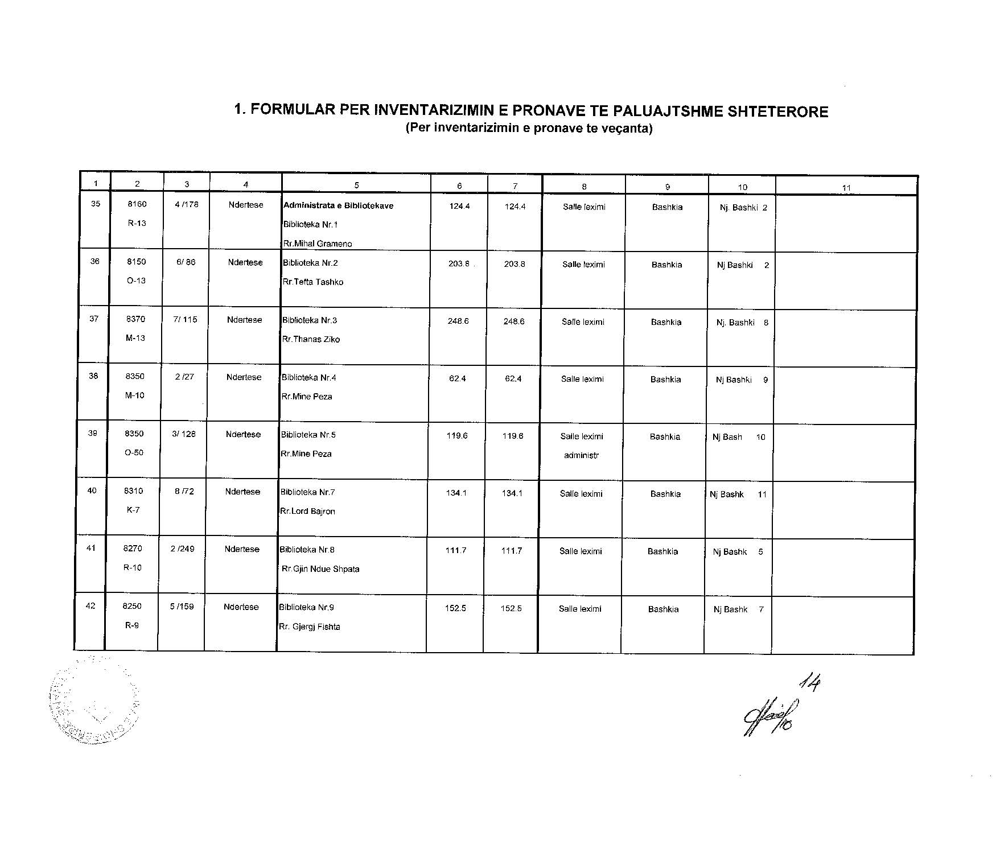 1. FORMULAR PER INVENTARIZIMIN E PRONAVE TE PALUAJTSHME SHTETERORE
(Per inventarizimin e pronave te veçanta)
1 2 3 4 5 6 7 8 9 10 11
35 8160 4 /178 Ndertese Administrata e Bibliotekave 124.4 124.4 Salle leximi Bashkia Nj. Bashki 2
R-13 Biblioteka Nr.1
Rr.Mihal Grameno
36 8150 6/ 86 Ndertese Biblioteka Nr.2 203.8 203.8 Salle leximi Bashkia Nj Bashki 2
O-13 Rr.Tefta Tashko
37 8370 7/ 115 Ndertese Biblioteka Nr.3 248.6 248.6 Salle leximi Bashkia Nj. Bashki 8
M-13 Rr.Thanas Ziko
38 8350 2 /27 Ndertese Biblioteka Nr.4 62.4 62.4 Salle leximi Bashkia Nj Bashki 9
M-10 Rr.Mine Peza
39 8350 3/ 128 Ndertese Biblioteka Nr.5 119.6 119.6 Salle leximi Bashkia Nj Bash 10
O-50 Rr.Mine Peza administr
40 8310 8 /72 Ndertese Biblioteka Nr.7 134.1 134.1 Salle leximi Bashkia Nj Bashk 11
K-7 Rr.Lord Bajron
41 8270 2 /249 Ndertese Biblioteka Nr.8 111.7 111.7 Salle leximi Bashkia Nj Bashk 5
R-10 Rr.Gjin Ndue Shpata
42 8250 5 /159 Ndertese Biblioteka Nr.9 152.5 152.5 Salle leximi Bashkia Nj Bashk 7
R-9 Rr. Gjergj Fishta
14